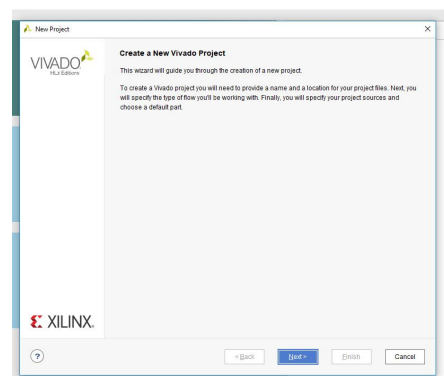 New Project
VIVADO
HLx Editions
Create a New Vivado Project
This wizard will guide you through the creation of a new project.
To create a Vivado project you will need to provide a name and a location for your project files. Next, you
will specify the type of flow you'll be working with. Finally, you will specify your project sources and
choose a default part.
XILINX.
?
< Back
Next >
Finish
Cancel